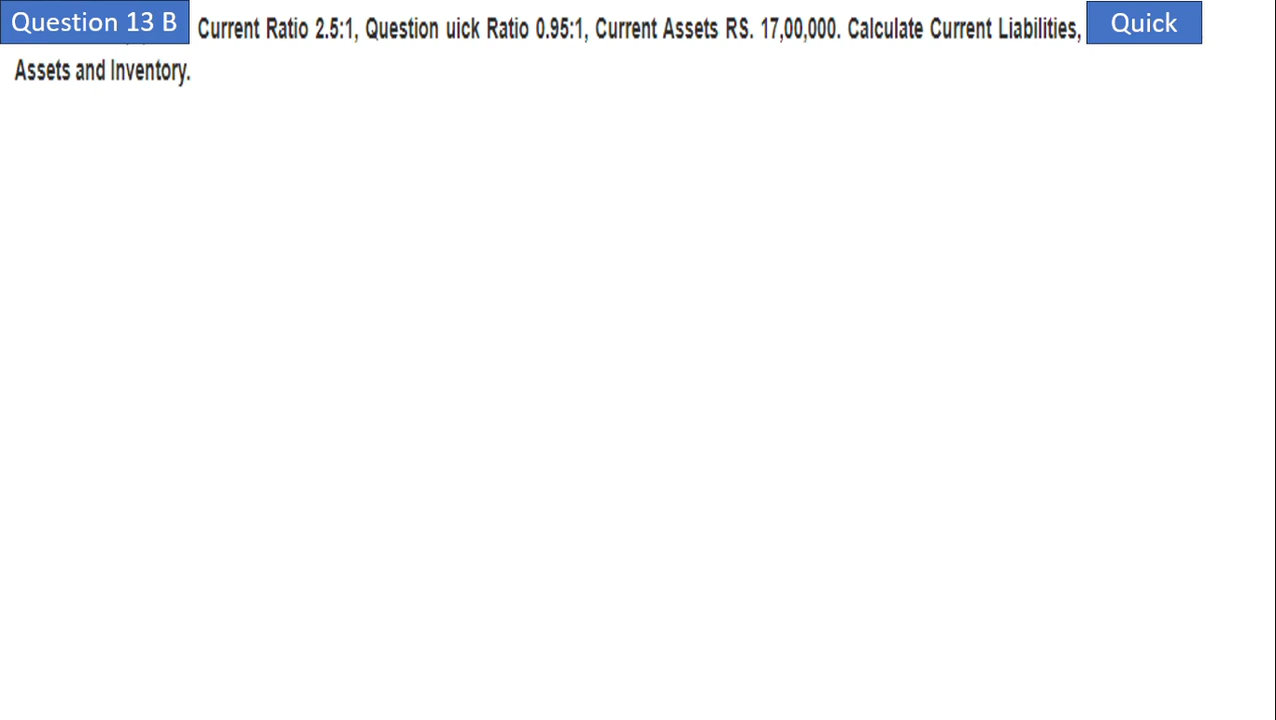 Question 13 B Current Ratio 2.5:1, Question uick Ratio 0.95:1, Current Assets RS. 17,00,000. Calculate Current Liabilities, Quick
Assets and Inventory.